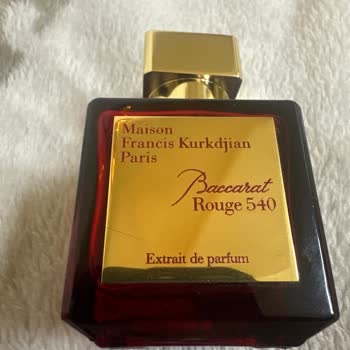 Maison
Francis Kurkdjian
Paris
Baccarat
Rouge 540
Extrait de parfum